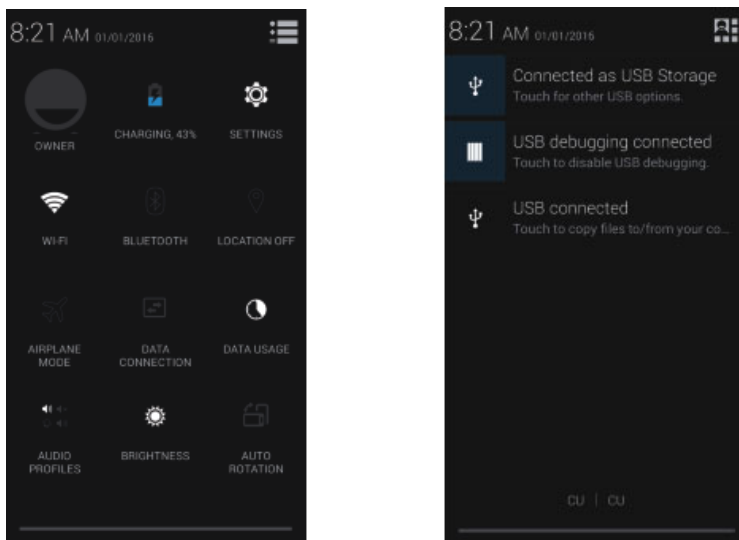 8:21 AM 01/01/2016
OWNER
CHARGING, 43%
SETTINGS
WI-FI
BLUETOOTH
LOCATION OFF
AIRPLANE
MODE
DATA
CONNECTION
DATA USAGE
AUDIO
PROFILES
BRIGHTNESS
AUTO
ROTATION
8:21 AM 01/01/2016
Connected as USB Storage
Touch for other USB options.
USB debugging connected
Touch to disable USB debugging.
USB connected
Touch to copy files to/from your co...
CU | CU